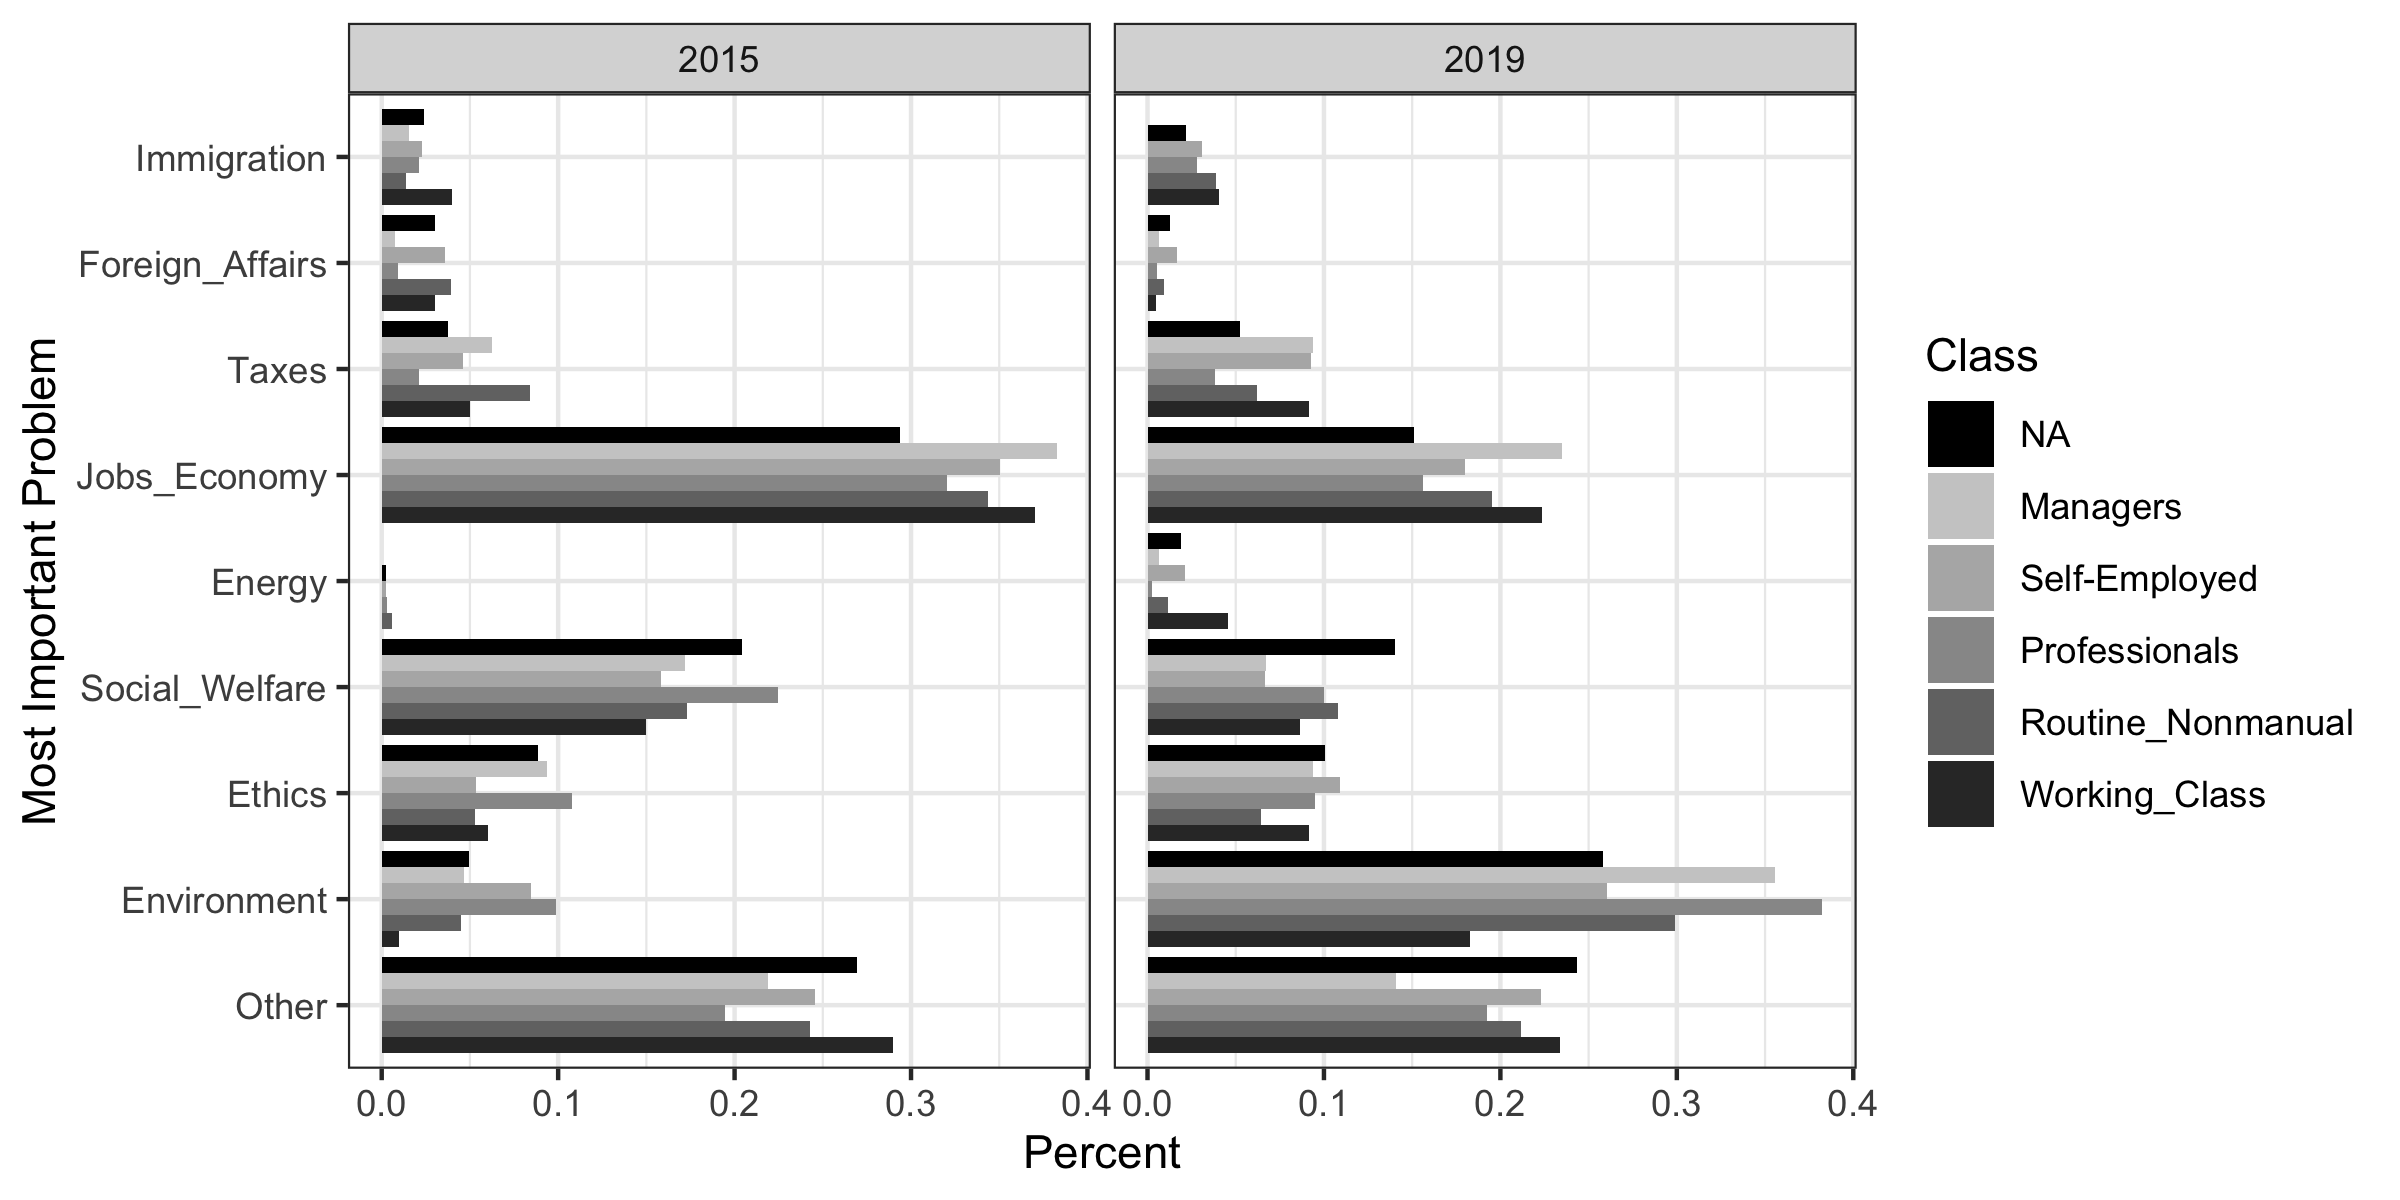 2015
2019
Most Important Problem
Immigration
Foreign_Affairs
Taxes
Jobs_Economy
Energy
Social_Welfare
Ethics
Environment
Other
0.0
0.1
0.2
0.3
0.4
0.0
0.1
0.2
0.3
0.4
Percent
Class
NA
Managers
Self-Employed
Professionals
Routine_Nonmanual
Working_Class